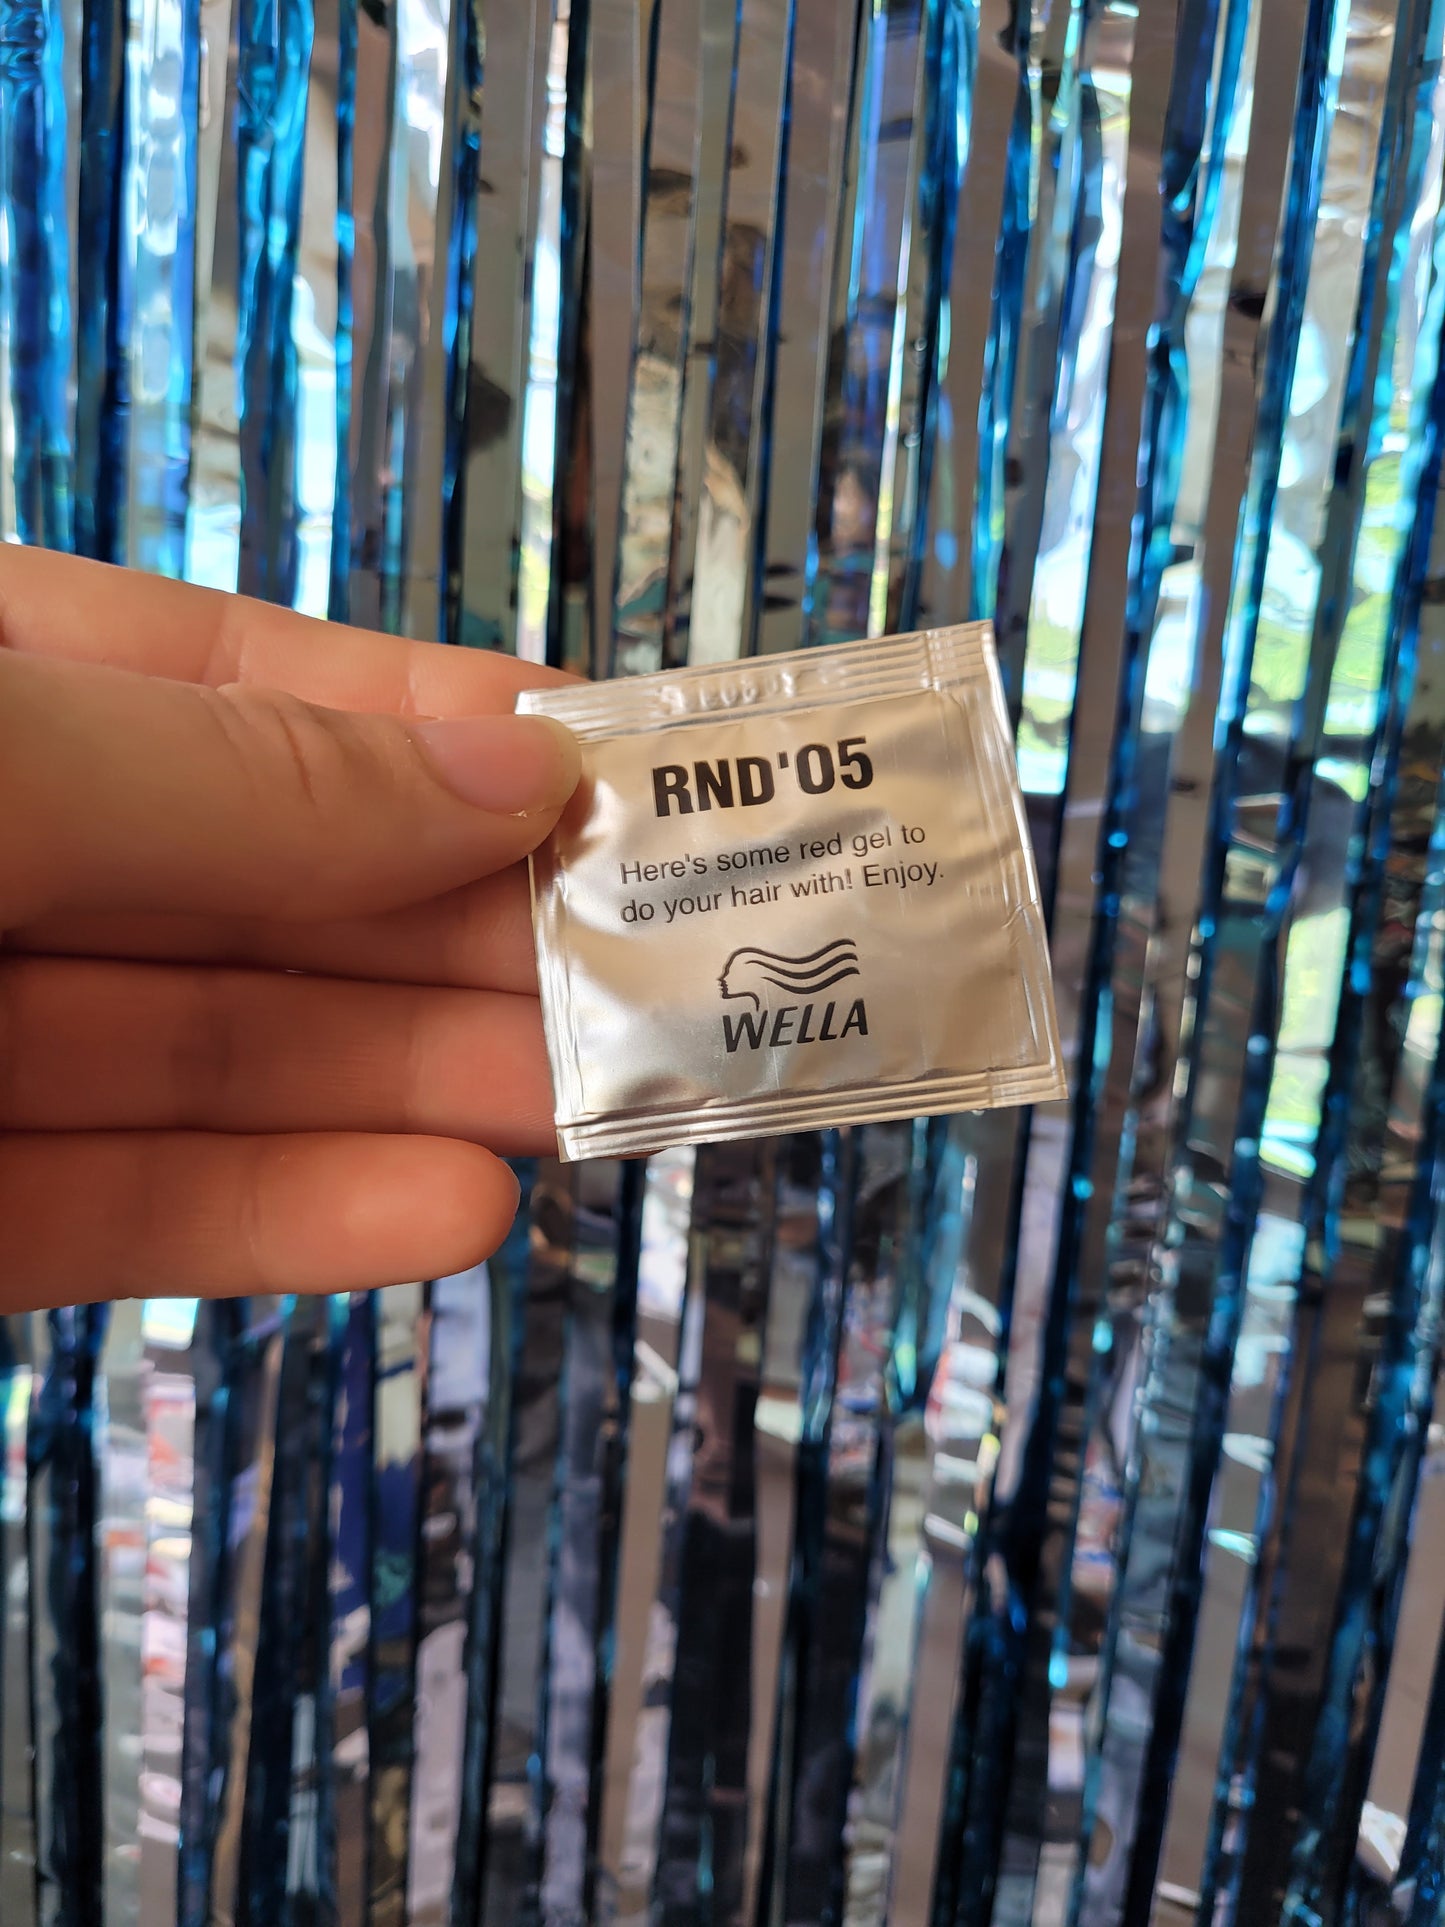 RND'05
Here's some red gel to
do your hair with! Enjoy.
WELLA